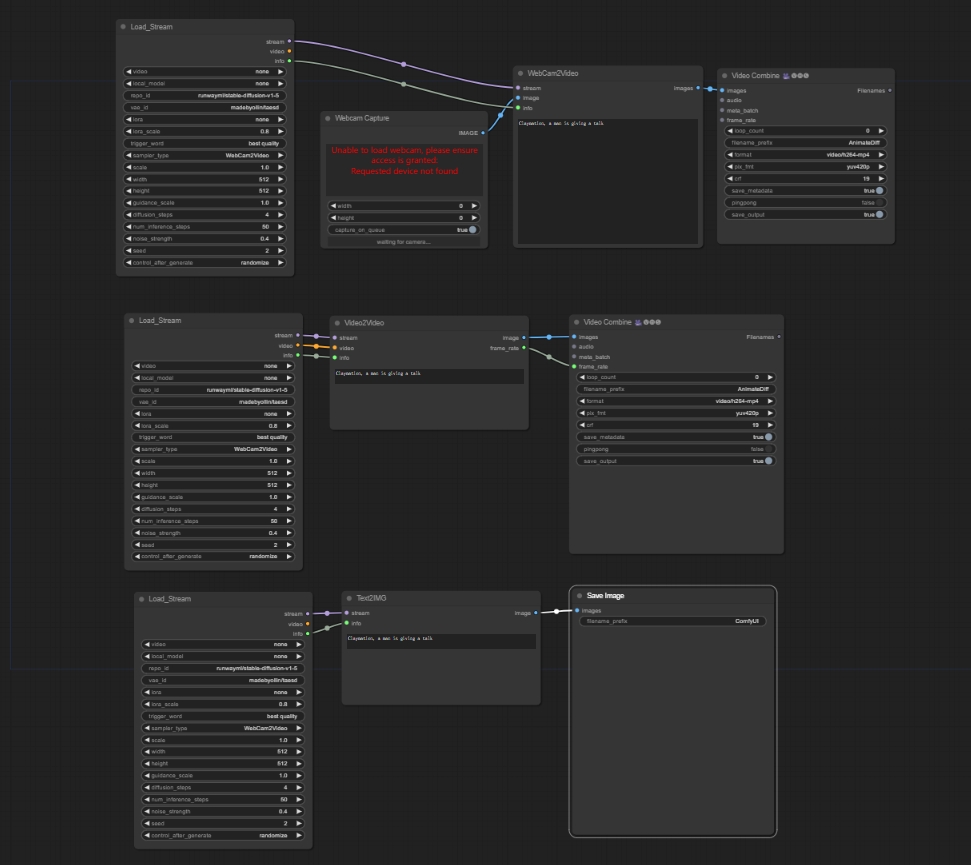 Load_Stream
stream
video
info
video none
local_model none
repo_id runwayml/stable-diffusion-v1-5
vae_id madebyollin/taesd
lora none
lora_scale 0.8
trigger_word best quality
sampler_type WebCam2Video
scale 1.0
width 512
height 512
guidance_scale 1.0
diffusion_steps 4
num_inference_steps 50
noise_strength 0.4
seed 2
control_after_generate randomize
Webcam Capture
IMAGE
Unable to load webcam, please ensure
access is granted:
Requested device not found
width 0
height 0
capture_on_queue true
waiting for camera...
WebCam2Video
stream images
image
info
Claymation, a man is giving a talk
Video Combine
images Filenames
audio
meta_batch
frame_rate
loop_count 0
filename_prefix AnimateDiff
format video/h264-mp4
pix_fmt yuv420p
crf 19
save_metadata true
pingpong false
save_output true
Load_Stream
stream
video
info
video none
local_model none
repo_id runwayml/stable-diffusion-v1-5
vae_id madebyollin/taesd
lora none
lora_scale 0.8
trigger_word best quality
sampler_type WebCam2Video
scale 1.0
width 512
height 512
guidance_scale 1.0
diffusion_steps 4
num_inference_steps 50
noise_strength 0.4
seed 2
control_after_generate randomize
Video2Video
stream image
video frame_rate
info
Claymation, a man is giving a talk
Video Combine
images Filenames
audio
meta_batch
frame_rate
loop_count 0
filename_prefix AnimateDiff
format video/h264-mp4
pix_fmt yuv420p
crf 19
save_metadata true
pingpong false
save_output true
Load_Stream
stream
video
info
video none
local_model none
repo_id runwayml/stable-diffusion-v1-5
vae_id madebyollin/taesd
lora none
lora_scale 0.8
trigger_word best quality
sampler_type WebCam2Video
scale 1.0
width 512
height 512
guidance_scale 1.0
diffusion_steps 4
num_inference_steps 50
noise_strength 0.4
seed 2
control_after_generate randomize
Text2IMG
stream image
info
Claymation, a man is giving a talk
Save Image
images
filename_prefix ComfyUI